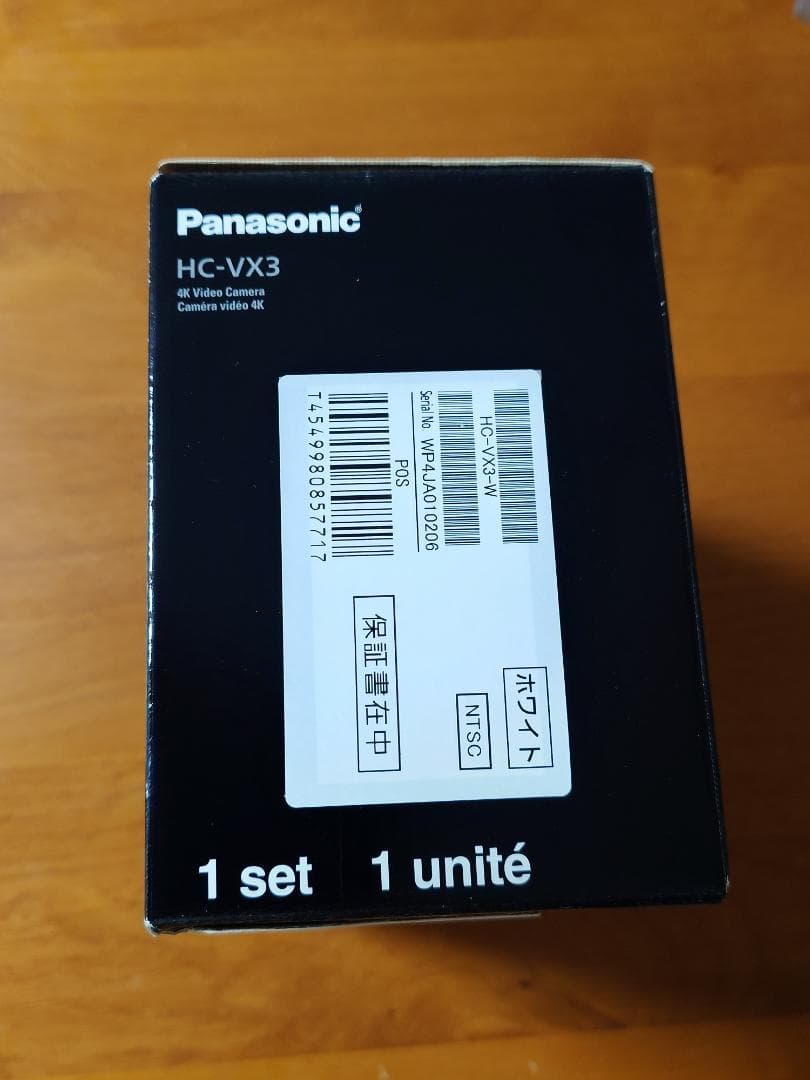 Panasonic®
HC-VX3
4K Video Camera
Caméra vidéo 4K
HC-VX3-W
Serial No. WP4JA010206
POS
T4549980857717
ホワイト
NTSC
保証書在中
1 set 1 unité